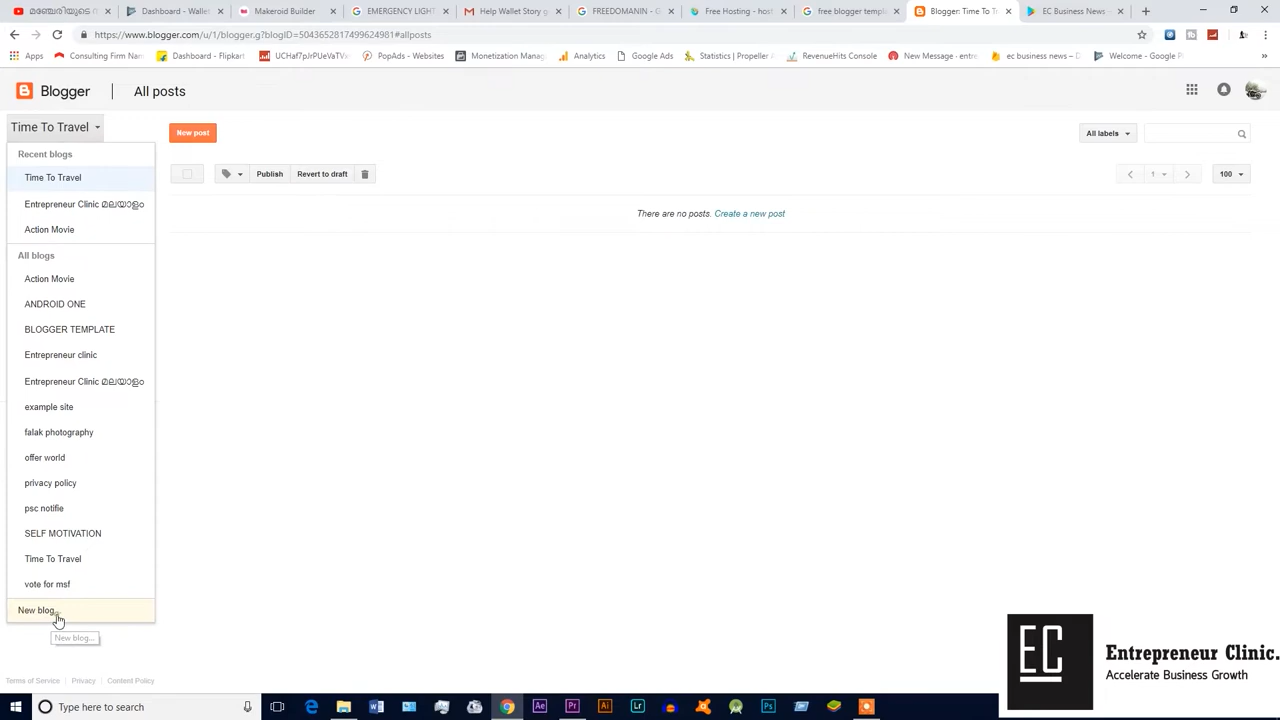 Dashboard - Wallet
Makeroid Builder
EMERGENCY LIGHT
Help Wallet Story g
FREEDOMANIN - G
Free Hosting - host
free blogger templ
Blogger: Time To Tr
EC Business News -
https://www.blogger.com/u/1/blogger.g?blogID=5043652817499624981#allposts
Apps
Consulting Firm Nam
Dashboard - Flipkart
UCHaf7pJrPUeVaTVx
PopAds - Websites
Monetization Manag
Analytics
Google Ads
Statistics | Propeller
RevenueHits Console
New Message · entre
ec business news –
Welcome - Google P
Blogger
All posts
Time To Travel
New post
All labels
Recent blogs
Time To Travel
Publish
Revert to draft
1
100
Entrepreneur Clinic മലയാളം
There are no posts. Create a new post
Action Movie
All blogs
Action Movie
ANDROID ONE
BLOGGER TEMPLATE
Entrepreneur clinic
Entrepreneur Clinic മലയാളം
example site
falak photography
offer world
privacy policy
psc notifie
SELF MOTIVATION
Time To Travel
vote for msf
New blog...
New blog...
EC
Entrepreneur Clinic.
Accelerate Business Growth
Terms of Service
Privacy
Content Policy
Type here to search